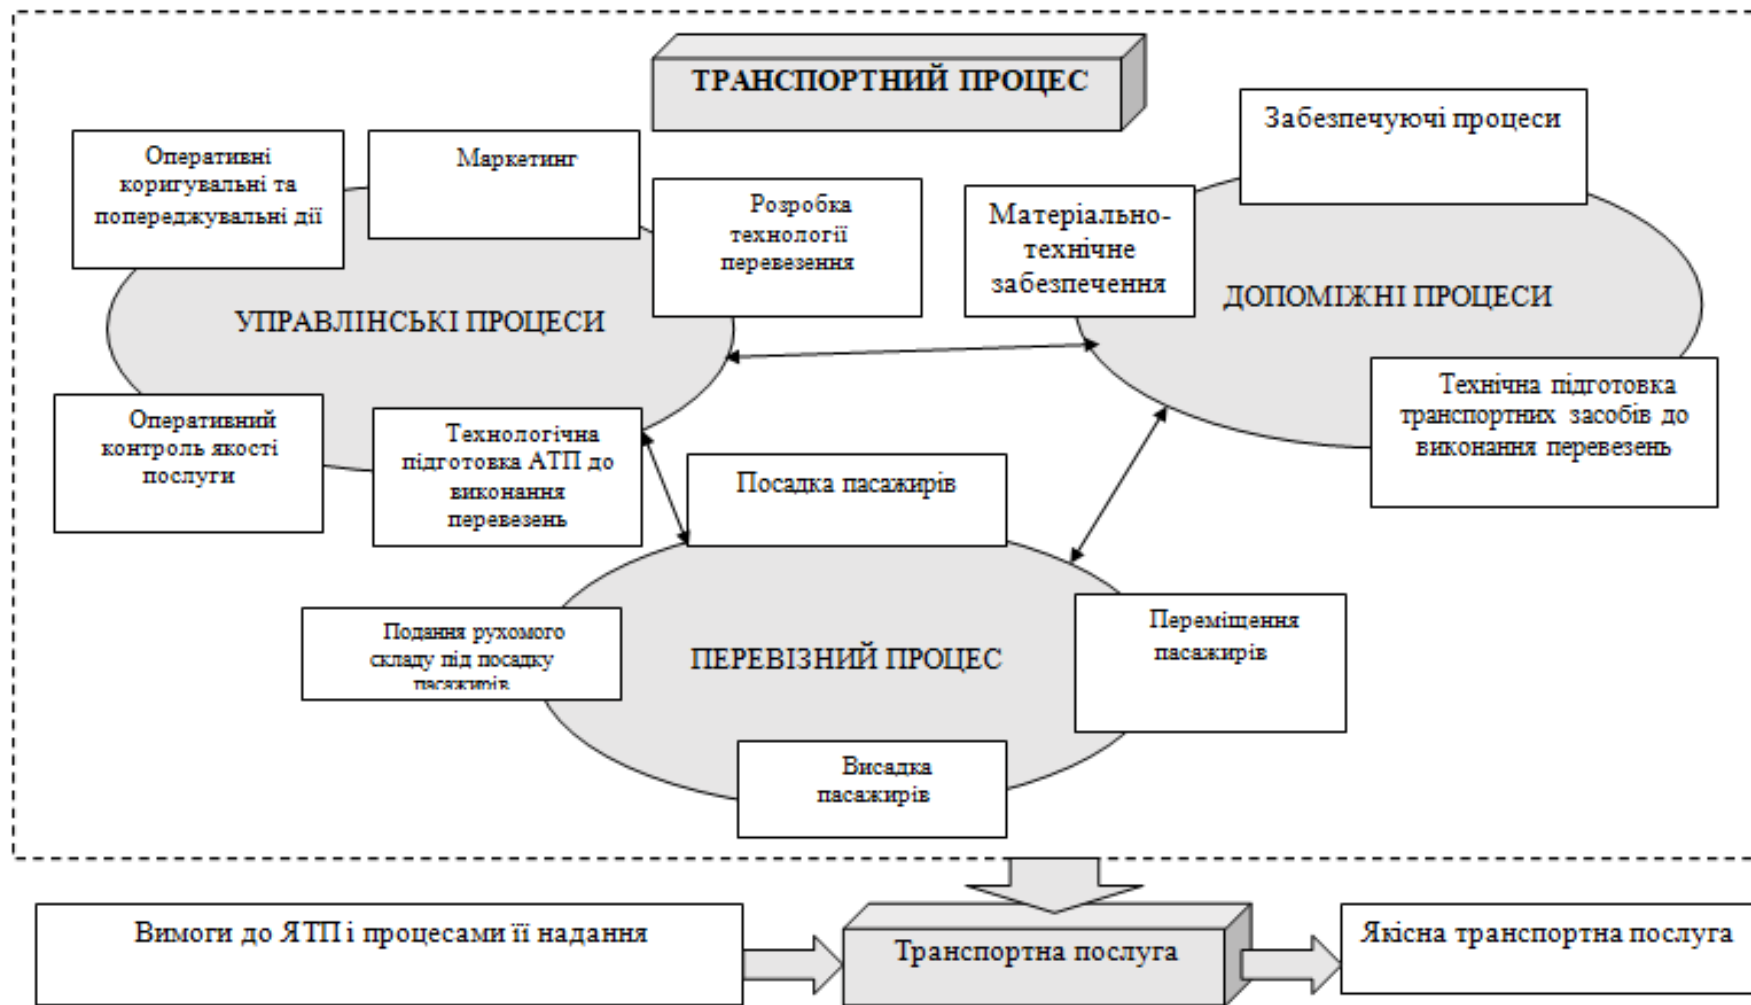 ТРАНСПОРТНИЙ ПРОЦЕС
Оперативні
коригувальні та
попереджувальні дії
Маркетинг
Розробка
технології
перевезення
Матеріально-
технічне
забезпечення
Забезпечуючі процеси
УПРАВЛІНСЬКІ ПРОЦЕСИ
ДОПОМІЖНІ ПРОЦЕСИ
Оперативний
контроль якості
послуги
Технологічна
підготовка АТП до
виконання
перевезень
Технічна підготовка
транспортних засобів до
виконання перевезень
Посадка пасажирів
Подання рухомого
складу під посадку
пасажирів
ПЕРЕВІЗНИЙ ПРОЦЕС
Переміщення
пасажирів
Висадка
пасажирів
Вимоги до ЯТП і процесами її надання
Транспортна послуга
Якісна транспортна послуга